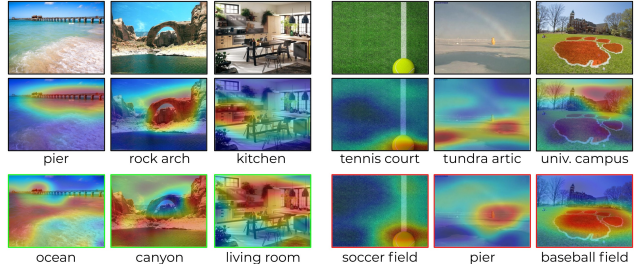 pier rock arch kitchen tennis court tundra artic univ. campus
ocean canyon living room soccer field pier baseball field